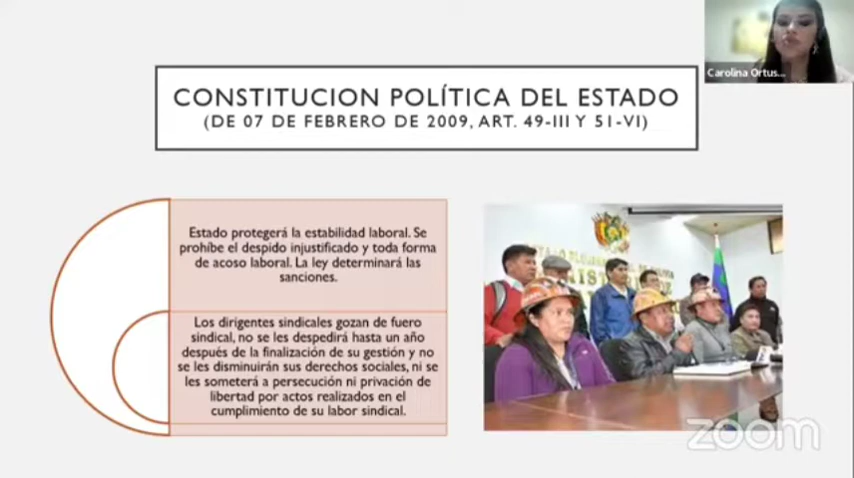 CONSTITUCION POLÍTICA DEL ESTADO
(DE 07 DE FEBRERO DE 2009, ART. 49-III Y 51-VI)
Carolina Ortus...
Estado protegerá la estabilidad laboral. Se
prohíbe el despido injustificado y toda forma
de acoso laboral. La ley determinará las
sanciones.
Los dirigentes sindicales gozan de fuero
sindical, no se les despedirá hasta un año
después de la finalización de su gestión y no
se les disminuirán sus derechos sociales, ni se
les someterá a persecución ni privación de
libertad por actos realizados en el
cumplimiento de su labor sindical.
zoom